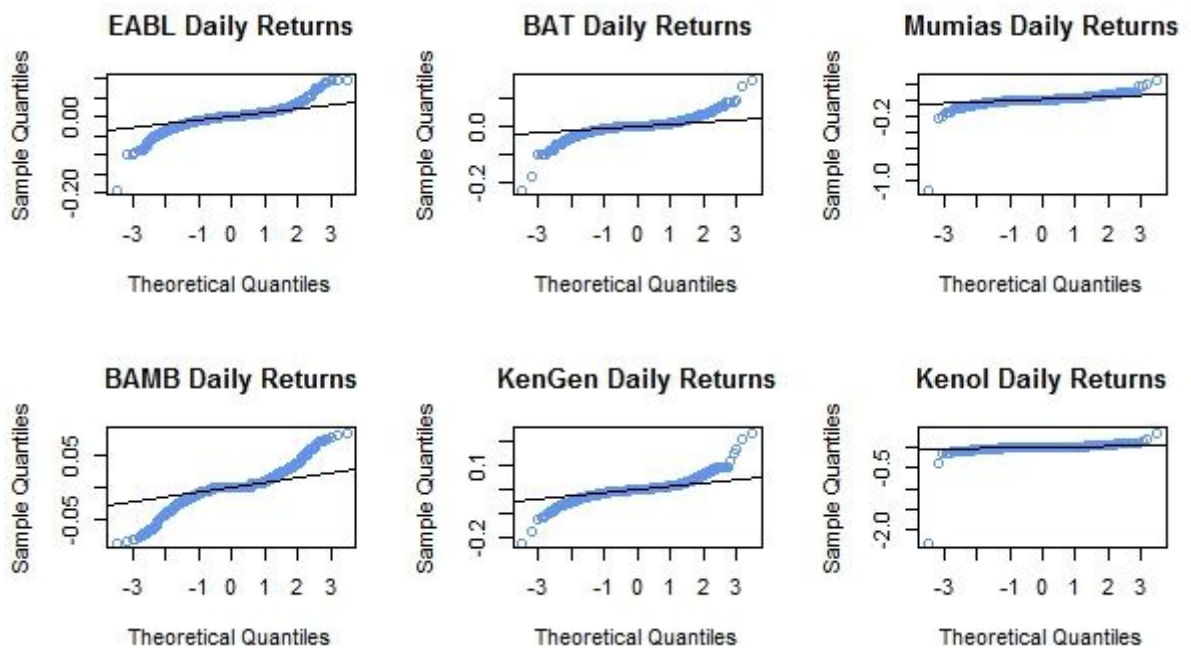 EABL Daily Returns
Sample Quantiles
0.00
-0.20
-3 -1 0 1 2 3
Theoretical Quantiles
BAT Daily Returns
Sample Quantiles
0.0
-0.2
-3 -1 0 1 2 3
Theoretical Quantiles
Mumias Daily Returns
Sample Quantiles
-0.2
-1.0
-3 -1 0 1 2 3
Theoretical Quantiles
BAMB Daily Returns
Sample Quantiles
0.05
-0.05
-3 -1 0 1 2 3
Theoretical Quantiles
KenGen Daily Returns
Sample Quantiles
0.1
-0.2
-3 -1 0 1 2 3
Theoretical Quantiles
Kenol Daily Returns
Sample Quantiles
-0.5
-2.0
-3 -1 0 1 2 3
Theoretical Quantiles